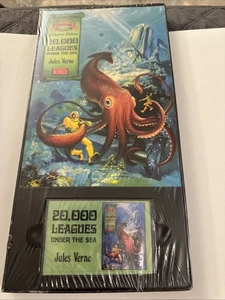 20,000
LEAGUES
UNDER THE SEA
Jules Verne
20,000
LEAGUES
UNDER THE SEA
Jules Verne